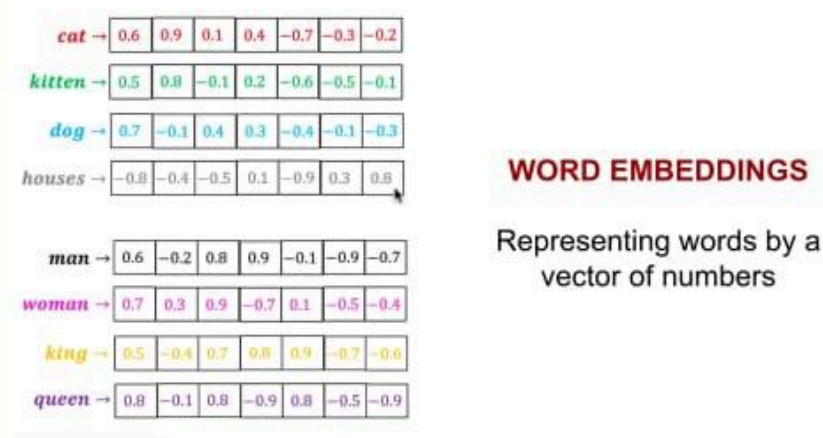 cat → 0.6 0.9 0.1 0.4 −0.7 −0.3 −0.2
kitten → 0.5 0.8 −0.1 0.2 −0.6 −0.5 −0.1
dog → 0.7 −0.1 0.4 0.3 −0.4 −0.1 −0.3
houses → −0.8 −0.4 −0.5 0.1 −0.9 0.3 0.8
man → 0.6 −0.2 0.8 0.9 −0.1 −0.9 −0.7
woman → 0.7 0.3 0.9 −0.7 0.1 −0.5 −0.4
king → 0.5 −0.4 0.7 0.8 0.9 −0.7 −0.6
queen → 0.8 −0.1 0.8 −0.9 0.8 −0.5 −0.9
WORD EMBEDDINGS
Representing words by a
vector of numbers